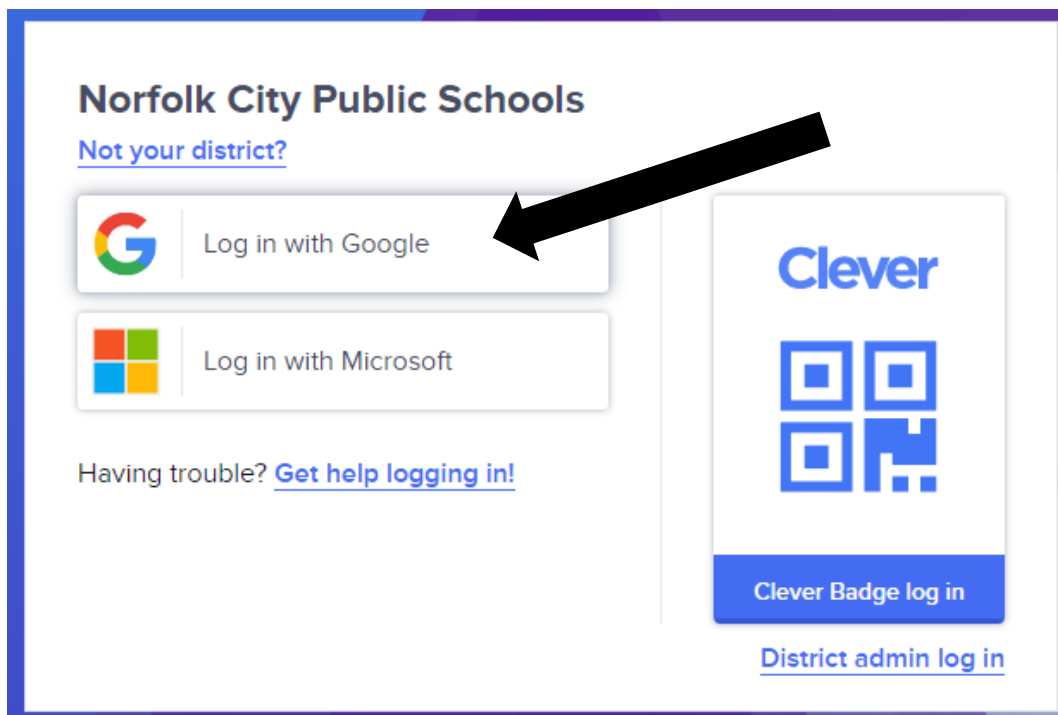 Norfolk City Public Schools
Not your district?
Log in with Google
Log in with Microsoft
Having trouble? Get help logging in!
Clever
Clever Badge log in
District admin log in